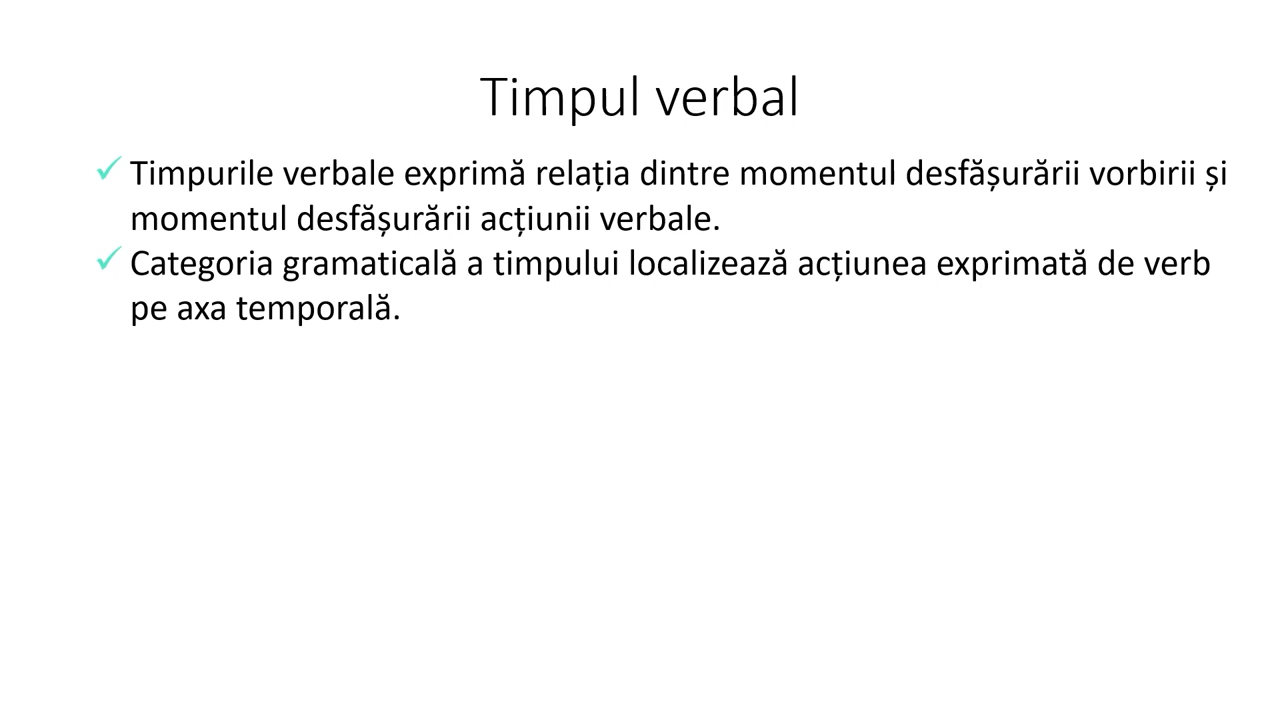 Timpul verbal
✓ Timpurile verbale exprimă relația dintre momentul desfășurării vorbirii și
momentul desfășurării acțiunii verbale.
✓ Categoria gramaticală a timpului localizează acțiunea exprimată de verb
pe axa temporală.